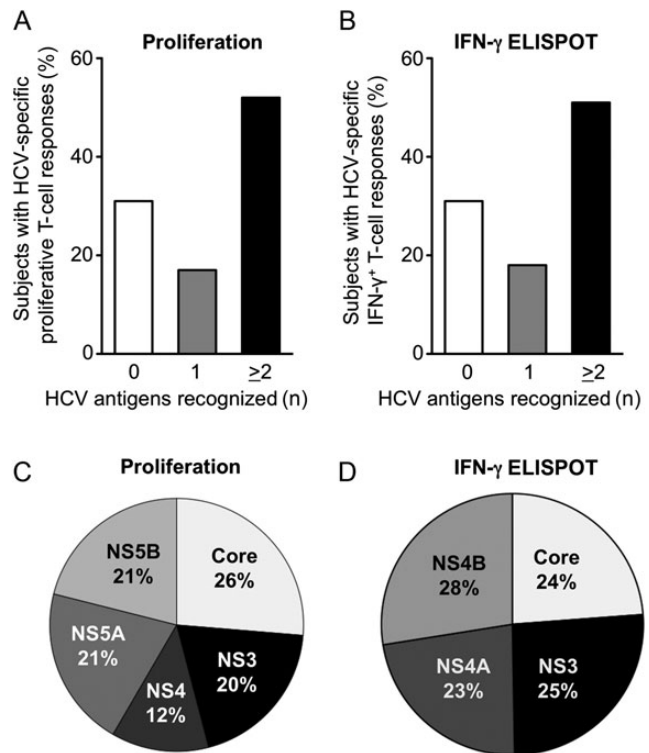 A
Proliferation
Subjects with HCV-specific
proliferative T-cell responses (%)
60
40
20
0
0 1 ≥2
HCV antigens recognized (n)
B
IFN-γ ELISPOT
Subjects with HCV-specific
IFN-γ+ T-cell responses (%)
60
40
20
0
0 1 ≥2
HCV antigens recognized (n)
C
Proliferation
NS5B
21%
Core
26%
NS5A
21%
NS3
20%
NS4
12%
D
IFN-γ ELISPOT
NS4B
28%
Core
24%
NS4A
23%
NS3
25%